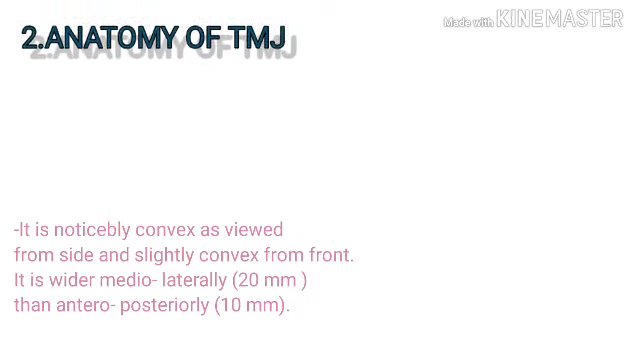 Made with KINEMASTER
2.ANATOMY OF TMJ
-It is noticebly convex as viewed
from side and slightly convex from front.
It is wider medio- laterally (20 mm )
than antero- posteriorly (10 mm).